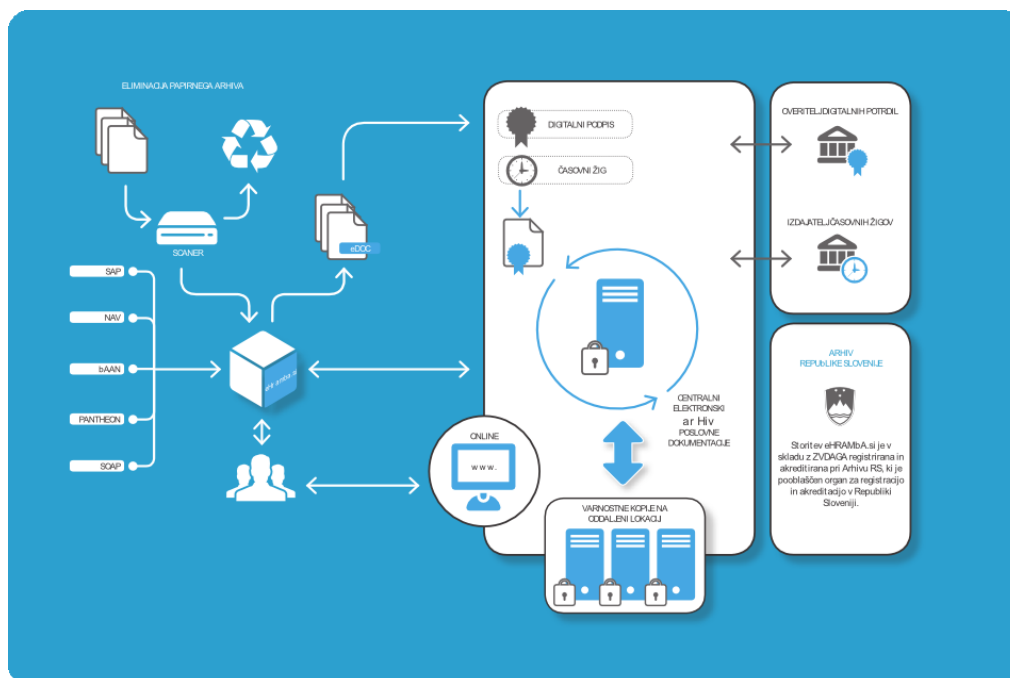 ELIMINACIJA PAPIRNEGA ARHIVA
SCANER
eDOC
SAP
NAV
bAAN
PANTHEON
SOAP
DIGITALNI PODPIS
ČASOVNI ŽIG
ONLINE
www.
CENTRALNI
ELEKTRONSKI
ar Hiv
POSLOVNE
DOKUMENTACIJE
VARNOSTNE KOPIJE NA
ODDALJENI LOKACIJI
OVERITELJ DIGITALNIH POTRDIL
IZDAJATELJ ČASOVNIH ŽIGOV
ARHIV
REPUbLIKE SLOVENIJE
Storitev eHRAMbA.si je v
skladu z ZVDAGA registrirana in
akreditirana pri Arhivu RS, ki je
pooblaščen organ za registracijo
in akreditacijo v Republiki
Sloveniji.